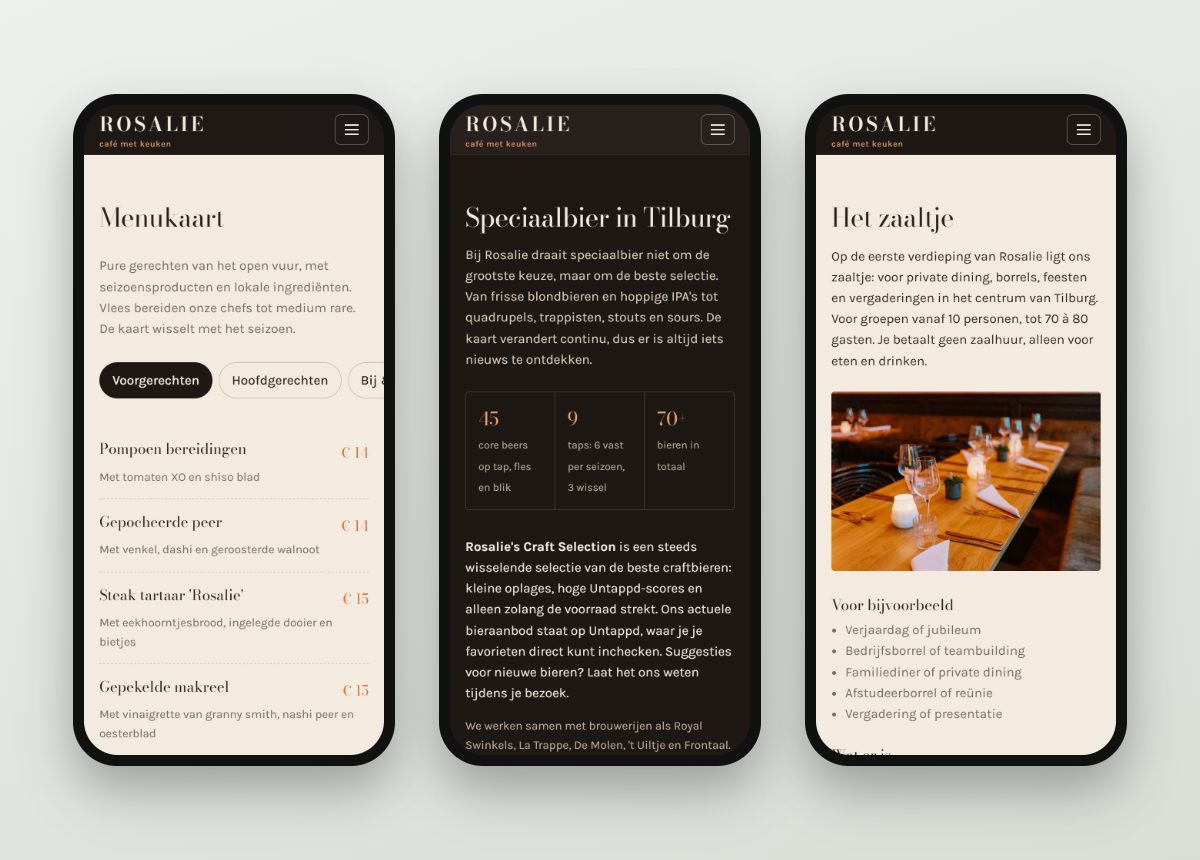 ROSALIE
café met keuken
Menukaart
Pure gerechten van het open vuur, met
seizoensproducten en lokale ingrediënten.
Vlees bereiden onze chefs tot medium rare.
De kaart wisselt met het seizoen.
Voorgerechten
Hoofdgerechten
Bij
Pompoen bereidingen
€ 14
Met tomaten XO en shiso blad
Gepocheerde peer
€ 14
Met venkel, dashi en geroosterde walnoot
Steak tartaar 'Rosalie'
€ 15
Met eekhoorntjesbrood, ingelegde dooier en
bietjes
Gepekelde makreel
€ 15
Met vinaigrette van granny smith, nashi peer en
oesterblad
ROSALIE
café met keuken
Speciaalbier in Tilburg
Bij Rosalie draait speciaalbier niet om de
grootste keuze, maar om de beste selectie.
Van frisse blondbieren en hoppige IPA's tot
quadrupels, trappisten, stouts en sours. De
kaart verandert continu, dus er is altijd iets
nieuws te ontdekken.
45
core beers
op tap, fles
en blik
9
taps: 6 vast
per seizoen,
3 wissel
70+
bieren in
totaal
Rosalie's Craft Selection is een steeds
wisselende selectie van de beste craftbieren:
kleine oplages, hoge Untappd-scores en
alleen zolang de voorraad strekt. Ons actuele
bieraanbod staat op Untappd, waar je je
favorieten direct kunt inchecken. Suggesties
voor nieuwe bieren? Laat het ons weten
tijdens je bezoek.
We werken samen met brouwerijen als Royal
Swinkels, La Trappe, De Molen, 't Uiltje en Frontaal.
ROSALIE
café met keuken
Het zaaltje
Op de eerste verdieping van Rosalie ligt ons
zaaltje: voor private dining, borrels, feesten
en vergaderingen in het centrum van Tilburg.
Voor groepen vanaf 10 personen, tot 70 à 80
gasten. Je betaalt geen zaalhuur, alleen voor
eten en drinken.
Voor bijvoorbeeld
• Verjaardag of jubileum
• Bedrijfsborrel of teambuilding
• Familiediner of private dining
• Afstudeerborrel of reünie
• Vergadering of presentatie